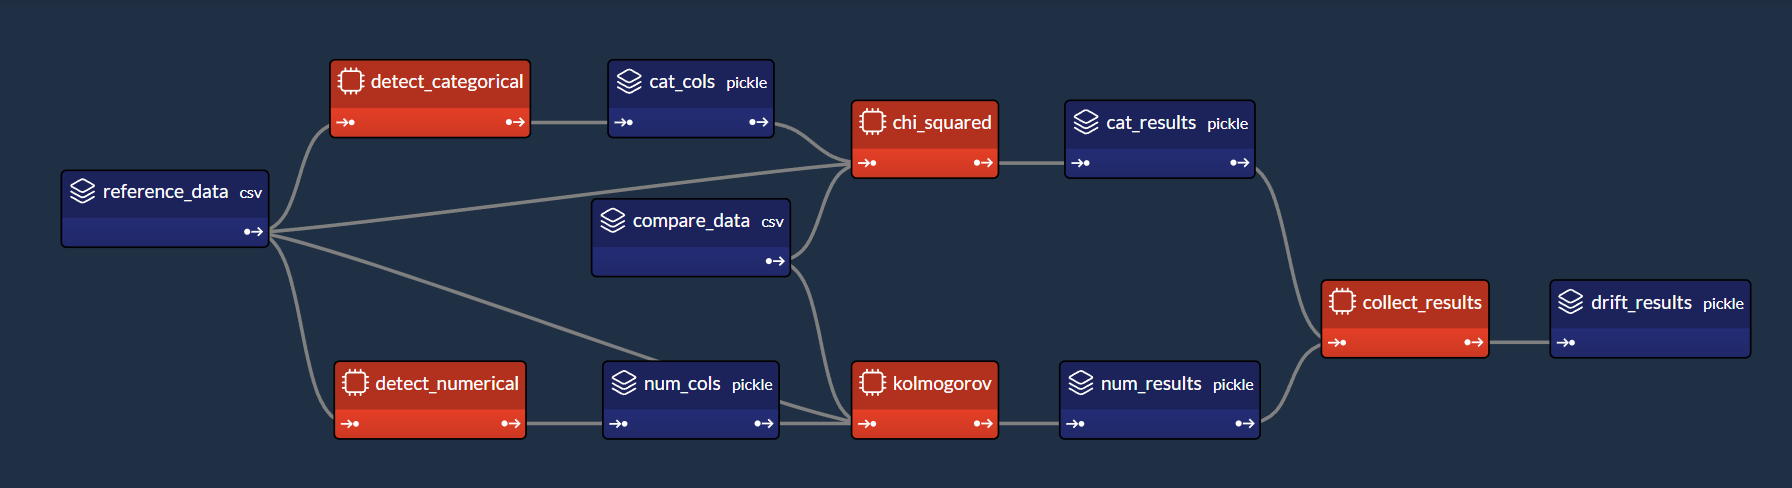 detect_categorical
cat_cols pickle
chi_squared
cat_results pickle
reference_data csv
compare_data csv
collect_results
drift_results pickle
detect_numerical
num_cols pickle
kolmogorov
num_results pickle